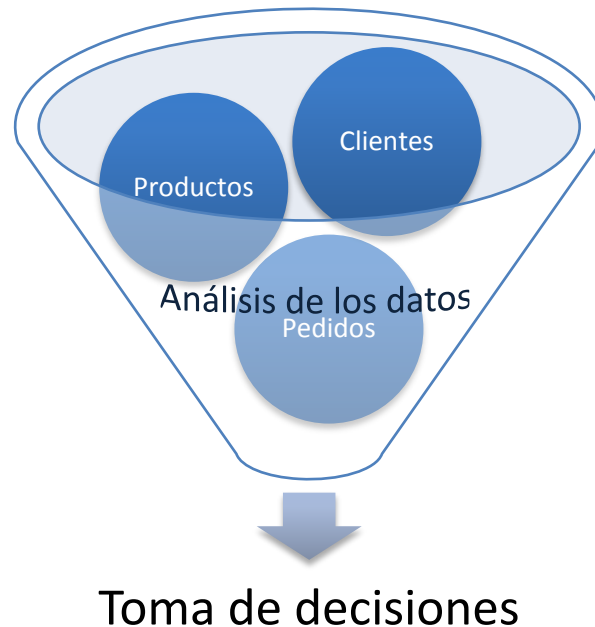 Clientes
Productos
Análisis de los datos
Pedidos
Toma de decisiones